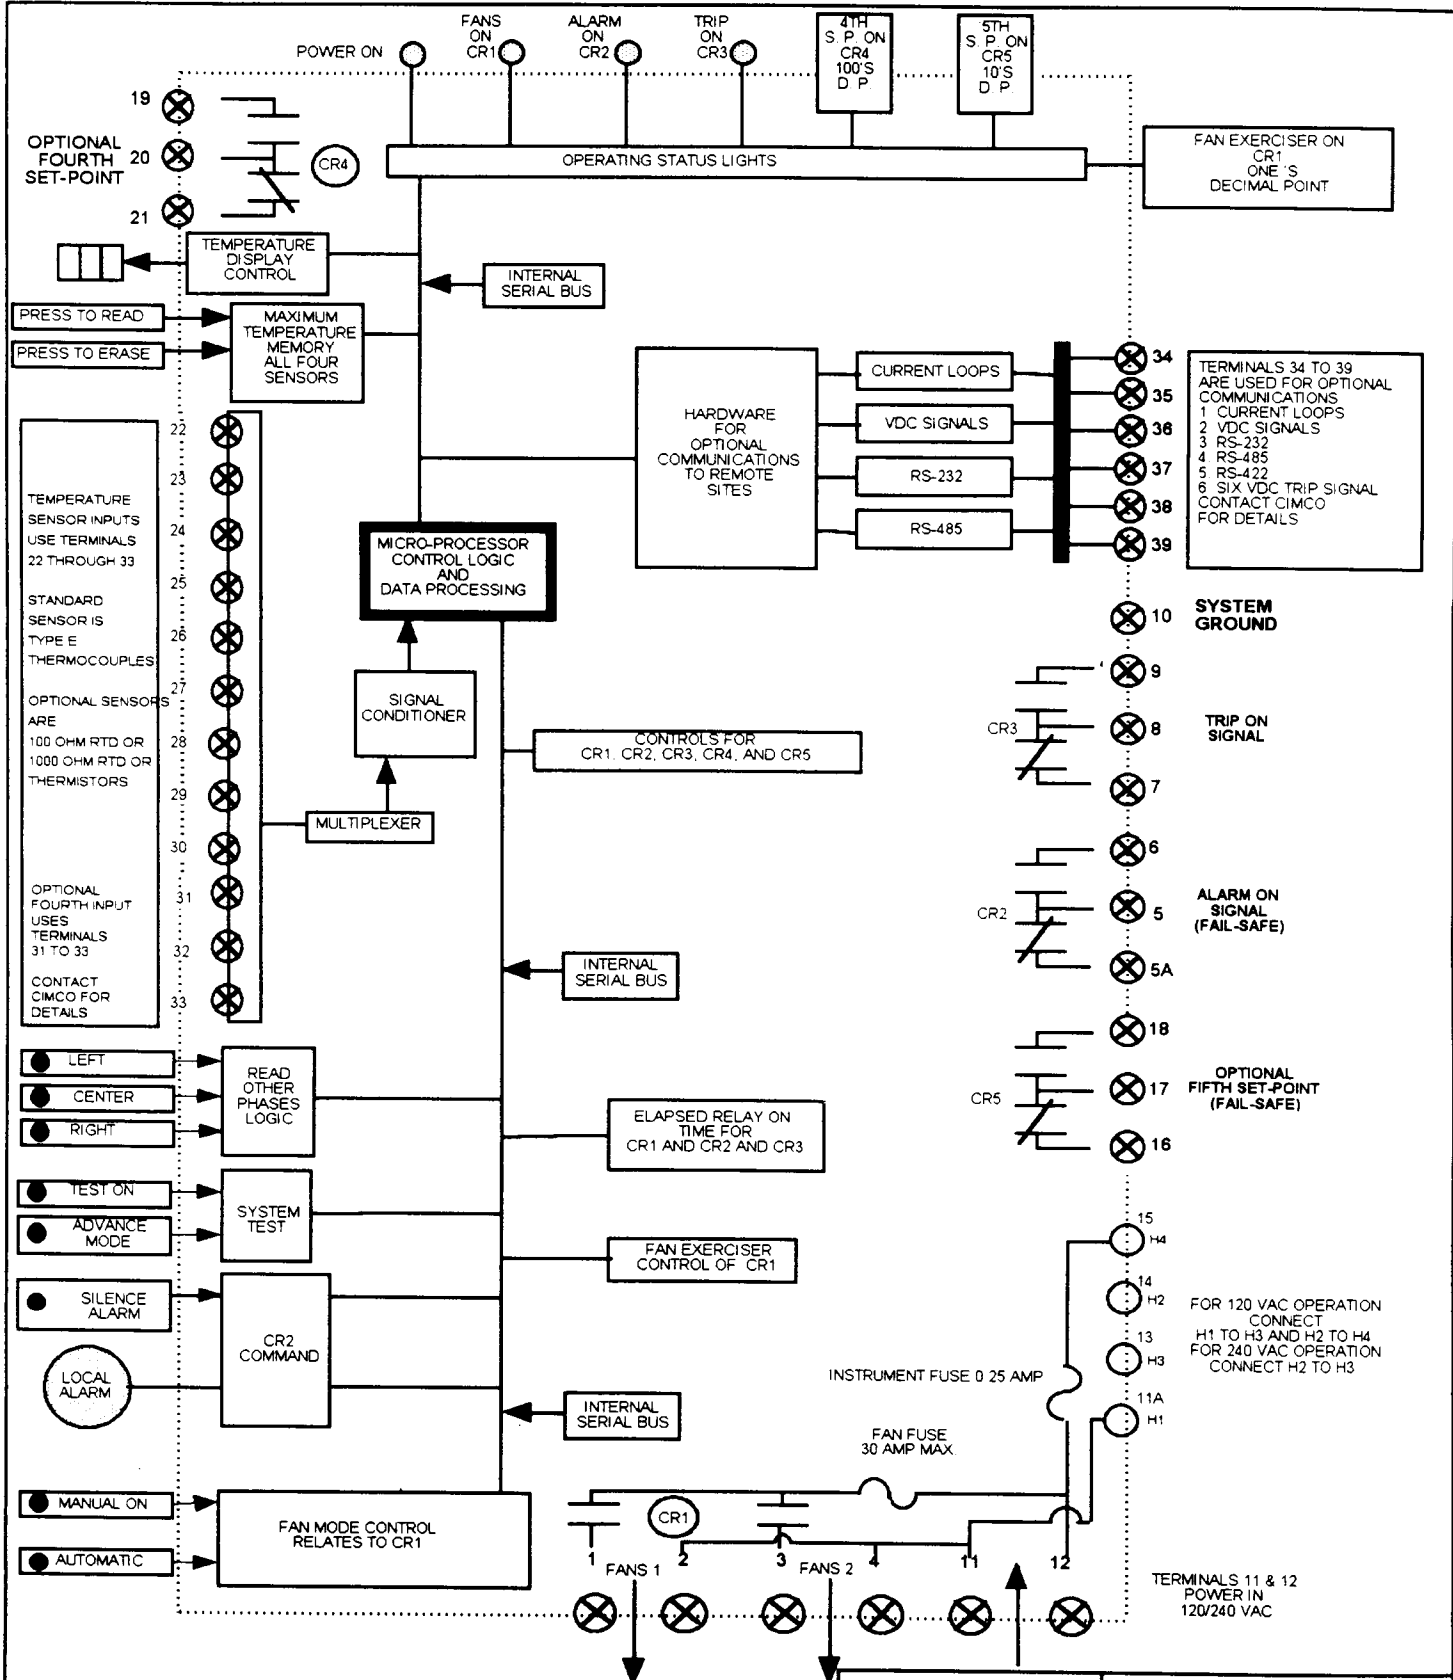 POWER ON
FANS
ON
CR1
ALARM
ON
CR2
TRIP
ON
CR3
4TH
S. P. ON
CR4
100'S
D. P.
5TH
S. P. ON
CR5
10'S
D. P.
19
OPTIONAL
FOURTH
SET-POINT
20
21
CR4
OPERATING STATUS LIGHTS
FAN EXERCISER ON
CR1
ONE 'S
DECIMAL POINT
TEMPERATURE
DISPLAY
CONTROL
INTERNAL
SERIAL BUS
PRESS TO READ
PRESS TO ERASE
MAXIMUM
TEMPERATURE
MEMORY
ALL FOUR
SENSORS
HARDWARE
FOR
OPTIONAL
COMMUNICATIONS
TO REMOTE
SITES
CURRENT LOOPS
VDC SIGNALS
RS-232
RS-485
34
35
36
37
38
39
TERMINALS 34 TO 39
ARE USED FOR OPTIONAL
COMMUNICATIONS
1 CURRENT LOOPS
2 VDC SIGNALS
3 RS-232
4. RS-485
5. RS-422
6 SIX VDC TRIP SIGNAL
CONTACT CIMCO
FOR DETAILS
TEMPERATURE
SENSOR INPUTS
USE TERMINALS
22 THROUGH 33
STANDARD
SENSOR IS
TYPE E
THERMOCOUPLES
OPTIONAL SENSORS
ARE
100 OHM RTD OR
1000 OHM RTD OR
THERMISTORS
OPTIONAL
FOURTH INPUT
USES
TERMINALS
31 TO 33
CONTACT
CIMCO FOR
DETAILS
22
23
24
25
26
27
28
29
30
31
32
33
MICRO-PROCESSOR
CONTROL LOGIC
AND
DATA PROCESSING
SIGNAL
CONDITIONER
MULTIPLEXER
CONTROLS FOR
CR1, CR2, CR3, CR4, AND CR5
10
SYSTEM
GROUND
9
CR3
8
TRIP ON
SIGNAL
7
6
CR2
5
ALARM ON
SIGNAL
(FAIL-SAFE)
5A
INTERNAL
SERIAL BUS
18
CR5
17
OPTIONAL
FIFTH SET-POINT
(FAIL-SAFE)
16
LEFT
CENTER
RIGHT
READ
OTHER
PHASES
LOGIC
ELAPSED RELAY ON
TIME FOR
CR1 AND CR2 AND CR3
TEST ON
ADVANCE
MODE
SYSTEM
TEST
FAN EXERCISER
CONTROL OF CR1
SILENCE
ALARM
LOCAL
ALARM
CR2
COMMAND
INTERNAL
SERIAL BUS
15
H4
14
H2
13
H3
11A
H1
FOR 120 VAC OPERATION
CONNECT
H1 TO H3 AND H2 TO H4
FOR 240 VAC OPERATION
CONNECT H2 TO H3
INSTRUMENT FUSE 0 25 AMP
FAN FUSE
30 AMP MAX.
MANUAL ON
AUTOMATIC
FAN MODE CONTROL
RELATES TO CR1
CR1
1
FANS 1
2
3
FANS 2
4
11
12
TERMINALS 11 & 12
POWER IN
120/240 VAC